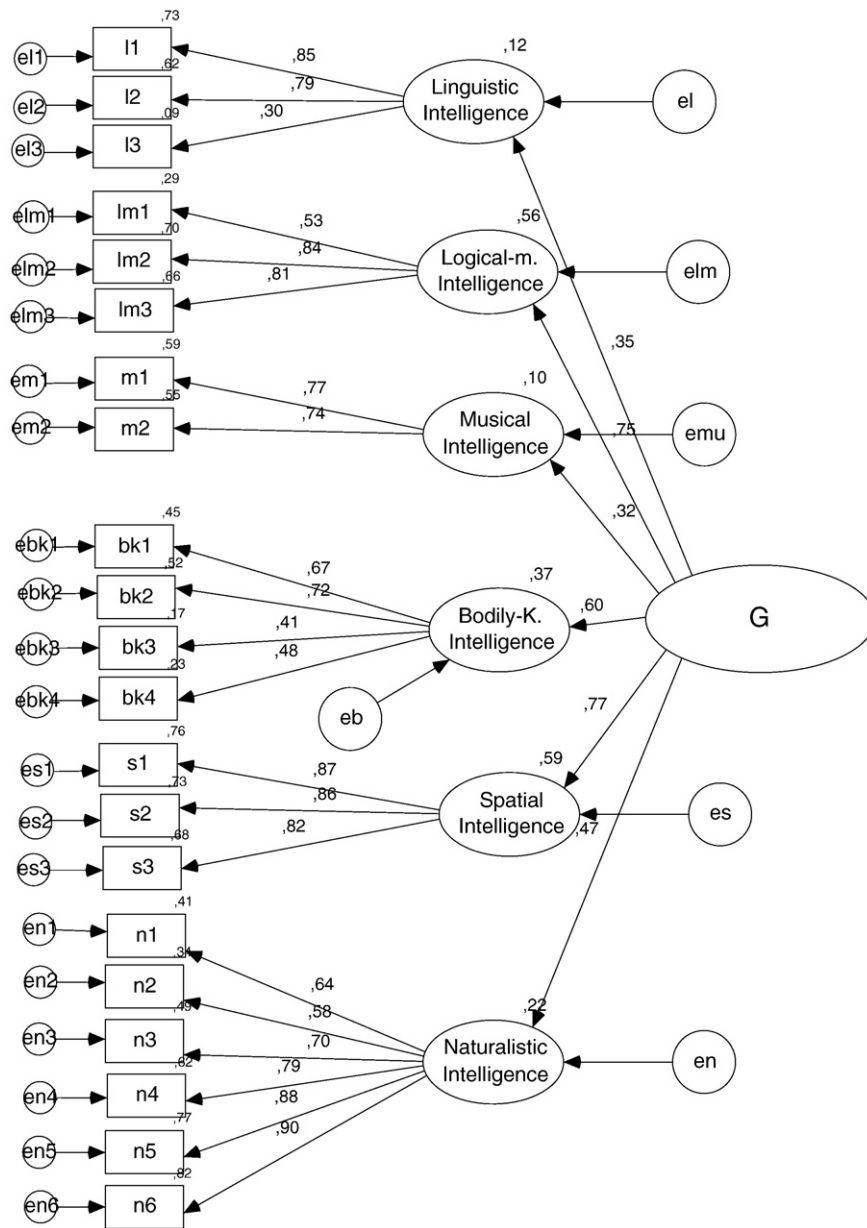 ,73
el1
l1
,85
,12
,62
,79
Linguistic
Intelligence
el
el2
l2
,09
,30
el3
l3
,29
elm1
lm1
,53
,56
,70
,84
elm2
lm2
Logical-m.
Intelligence
elm
,66
,81
elm3
lm3
,35
,59
em1
m1
,77
,10
,55
,74
Musical
Intelligence
,75
emu
em2
m2
,32
,45
ebk1
bk1
,67
,37
,52
,72
,60
G
ebk2
bk2
,17
,41
Bodily-K.
Intelligence
ebk3
bk3
,23
,48
ebk4
bk4
eb
,77
,76
es1
s1
,87
,59
,73
,86
Spatial
Intelligence
es
es2
s2
,68
,82
,47
es3
s3
,41
en1
n1
,34
,64
en2
n2
,49
,58
,22
en3
n3
,70
,62
,79
Naturalistic
Intelligence
en
en4
n4
,77
,88
en5
n5
,90
,82
en6
n6